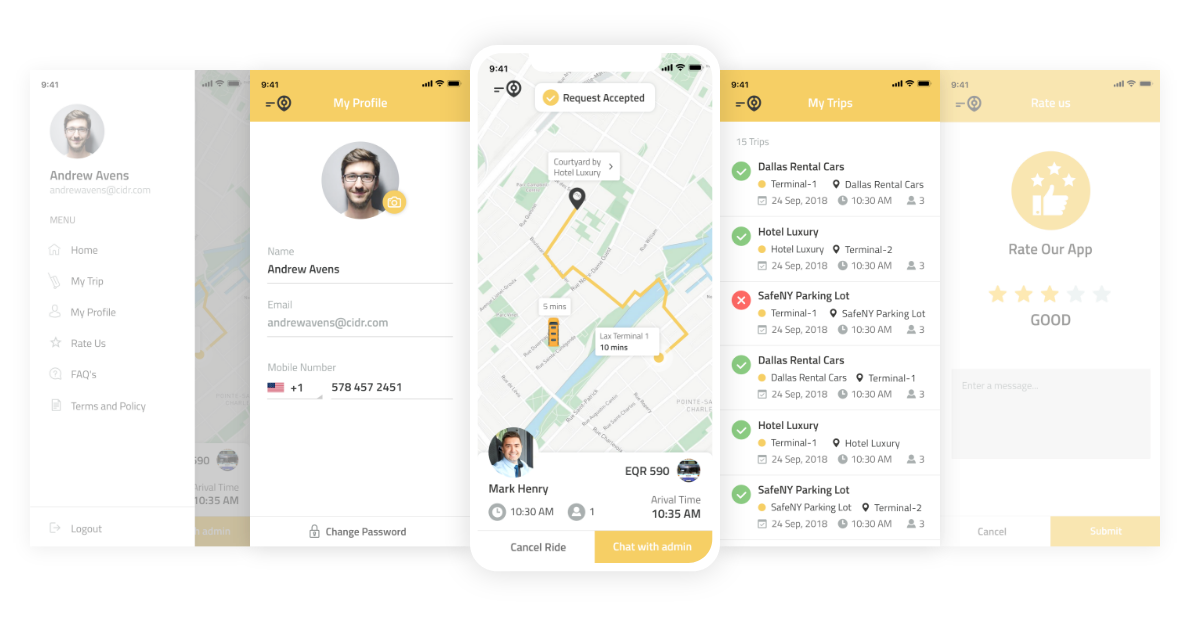 9:41
Andrew Avens
andrewavens@cidr.com
MENU
Home
My Trip
My Profile
Rate Us
FAQ's
Terms and Policy
Logout
590
Arival Time
10:35 AM
admin
9:41
My Profile
Name
Andrew Avens
Email
andrewavens@cidr.com
Mobile Number
+1 578 457 2451
Change Password
9:41
Request Accepted
Courtyard by
Hotel Luxury
5 mins
Lax Terminal 1
10 mins
Rue William
POINTE-SA
CHARLE
EQR 590
Mark Henry
Arival Time
10:30 AM 1
10:35 AM
Cancel Ride
Chat with admin
9:41
My Trips
15 Trips
Dallas Rental Cars
Terminal-1 Dallas Rental Cars
24 Sep, 2018 10:30 AM 3
Hotel Luxury
Hotel Luxury Terminal-2
24 Sep, 2018 10:30 AM 3
SafeNY Parking Lot
Terminal-1 SafeNY Parking Lot
24 Sep, 2018 10:30 AM 3
Dallas Rental Cars
Dallas Rental Cars Terminal-1
24 Sep, 2018 10:30 AM 3
Hotel Luxury
Terminal-1 Hotel Luxury
24 Sep, 2018 10:30 AM 3
SafeNY Parking Lot
SafeNY Parking Lot Terminal-2
24 Sep, 2018 10:30 AM 3
9:41
Rate us
Rate Our App
GOOD
Enter a message...
Cancel
Submit